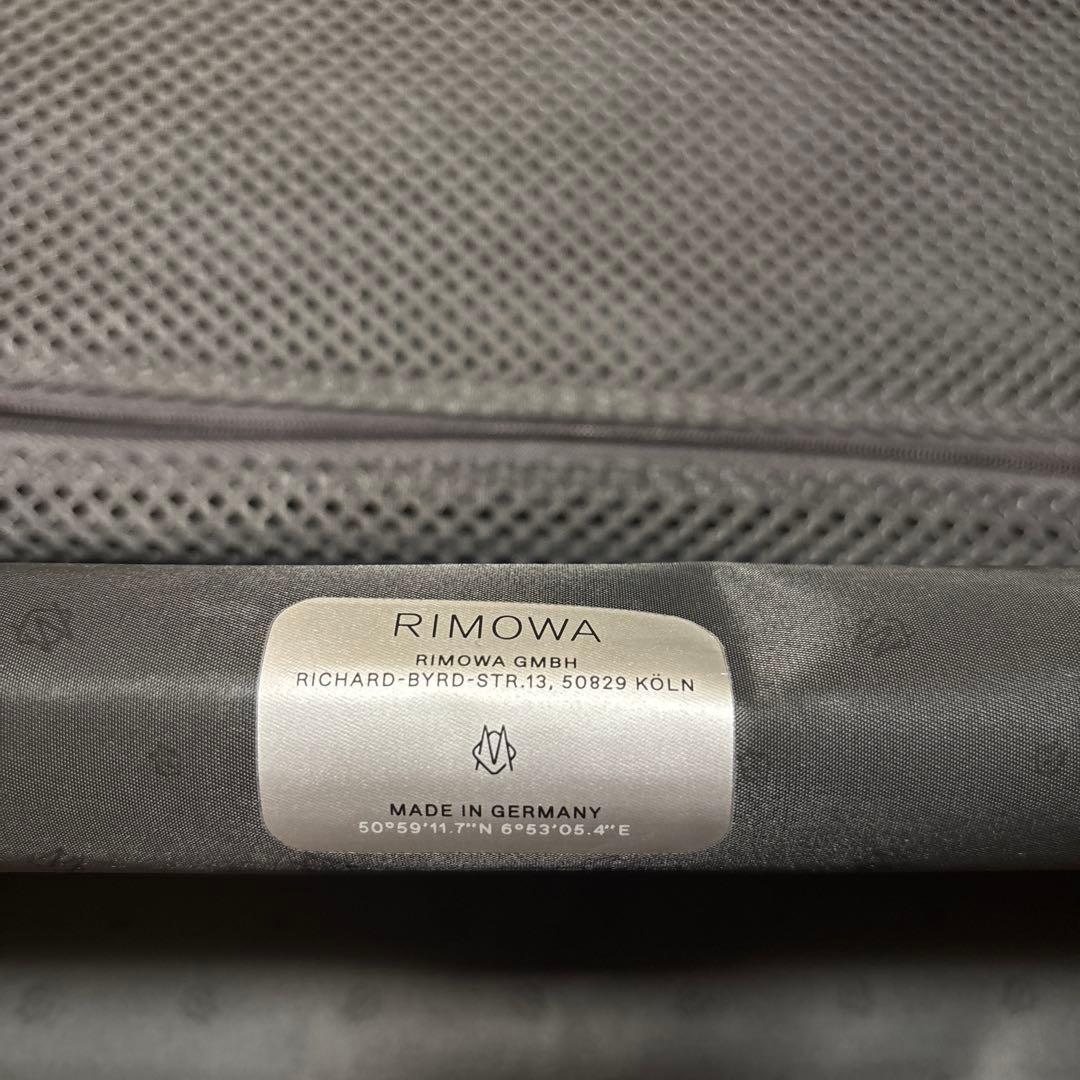 RIMOWA
RIMOWA GMBH
RICHARD-BYRD-STR.13, 50829 KÖLN
MADE IN GERMANY
50°59'11.7"N 6°53'05.4"E